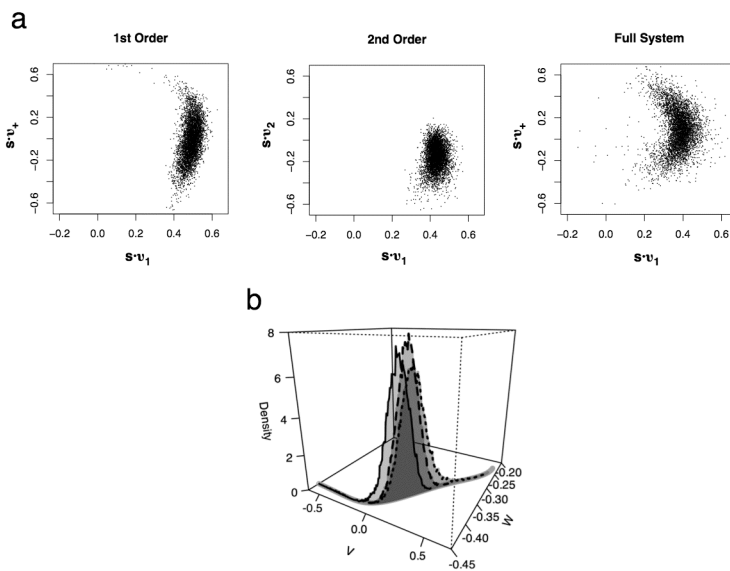 a
1st Order
2nd Order
Full System
s·v+
0.6
0.2
−0.2
−0.6
−0.2 0.0 0.2 0.4 0.6
s·v1
s·v2
0.6
0.2
−0.2
−0.6
−0.2 0.0 0.2 0.4 0.6
s·v1
s·v+
0.6
0.2
−0.2
−0.6
−0.2 0.0 0.2 0.4 0.6
s·v1
b
8
6
4
2
0
Density
-0.5
0.0
0.5
V
-0.20
-0.25
-0.30
-0.35
-0.40
-0.45
W